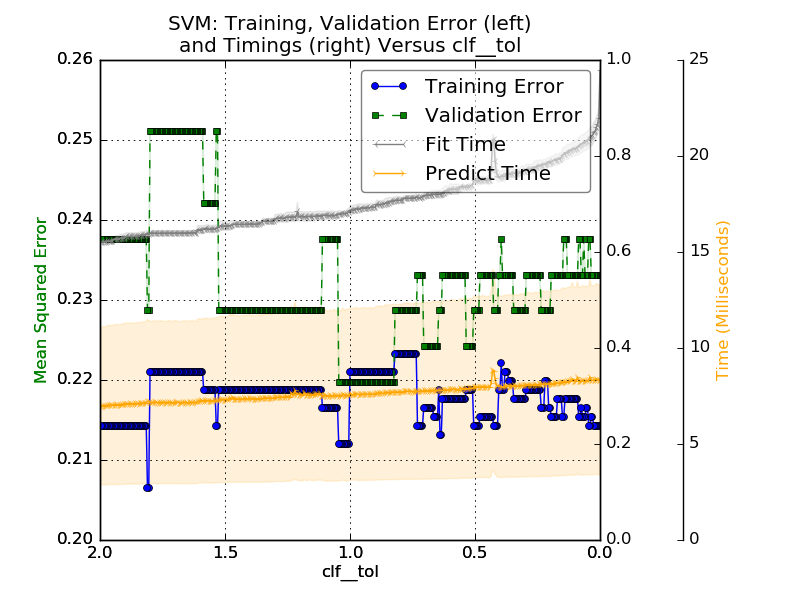 SVM: Training, Validation Error (left)
and Timings (right) Versus clf__tol
Training Error
Validation Error
Fit Time
Predict Time
Mean Squared Error
0.26
0.25
0.24
0.23
0.22
0.21
0.20
2.0
1.5
1.0
0.5
0.0
clf__tol
1.0
0.8
0.6
0.4
0.2
0.0
25
20
15
10
5
0
Time (Milliseconds)